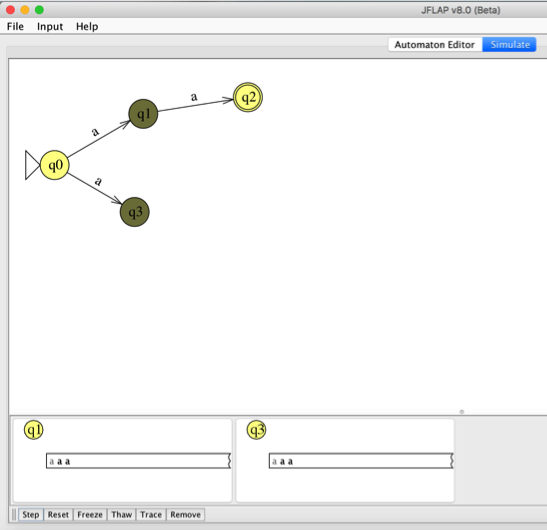 JFLAP v8.0 (Beta)
File Input Help
Automaton Editor Simulate
q2
a
q1
a
q0
a
q3
q1 q3
a a a a a a
Step Reset Freeze Thaw Trace Remove